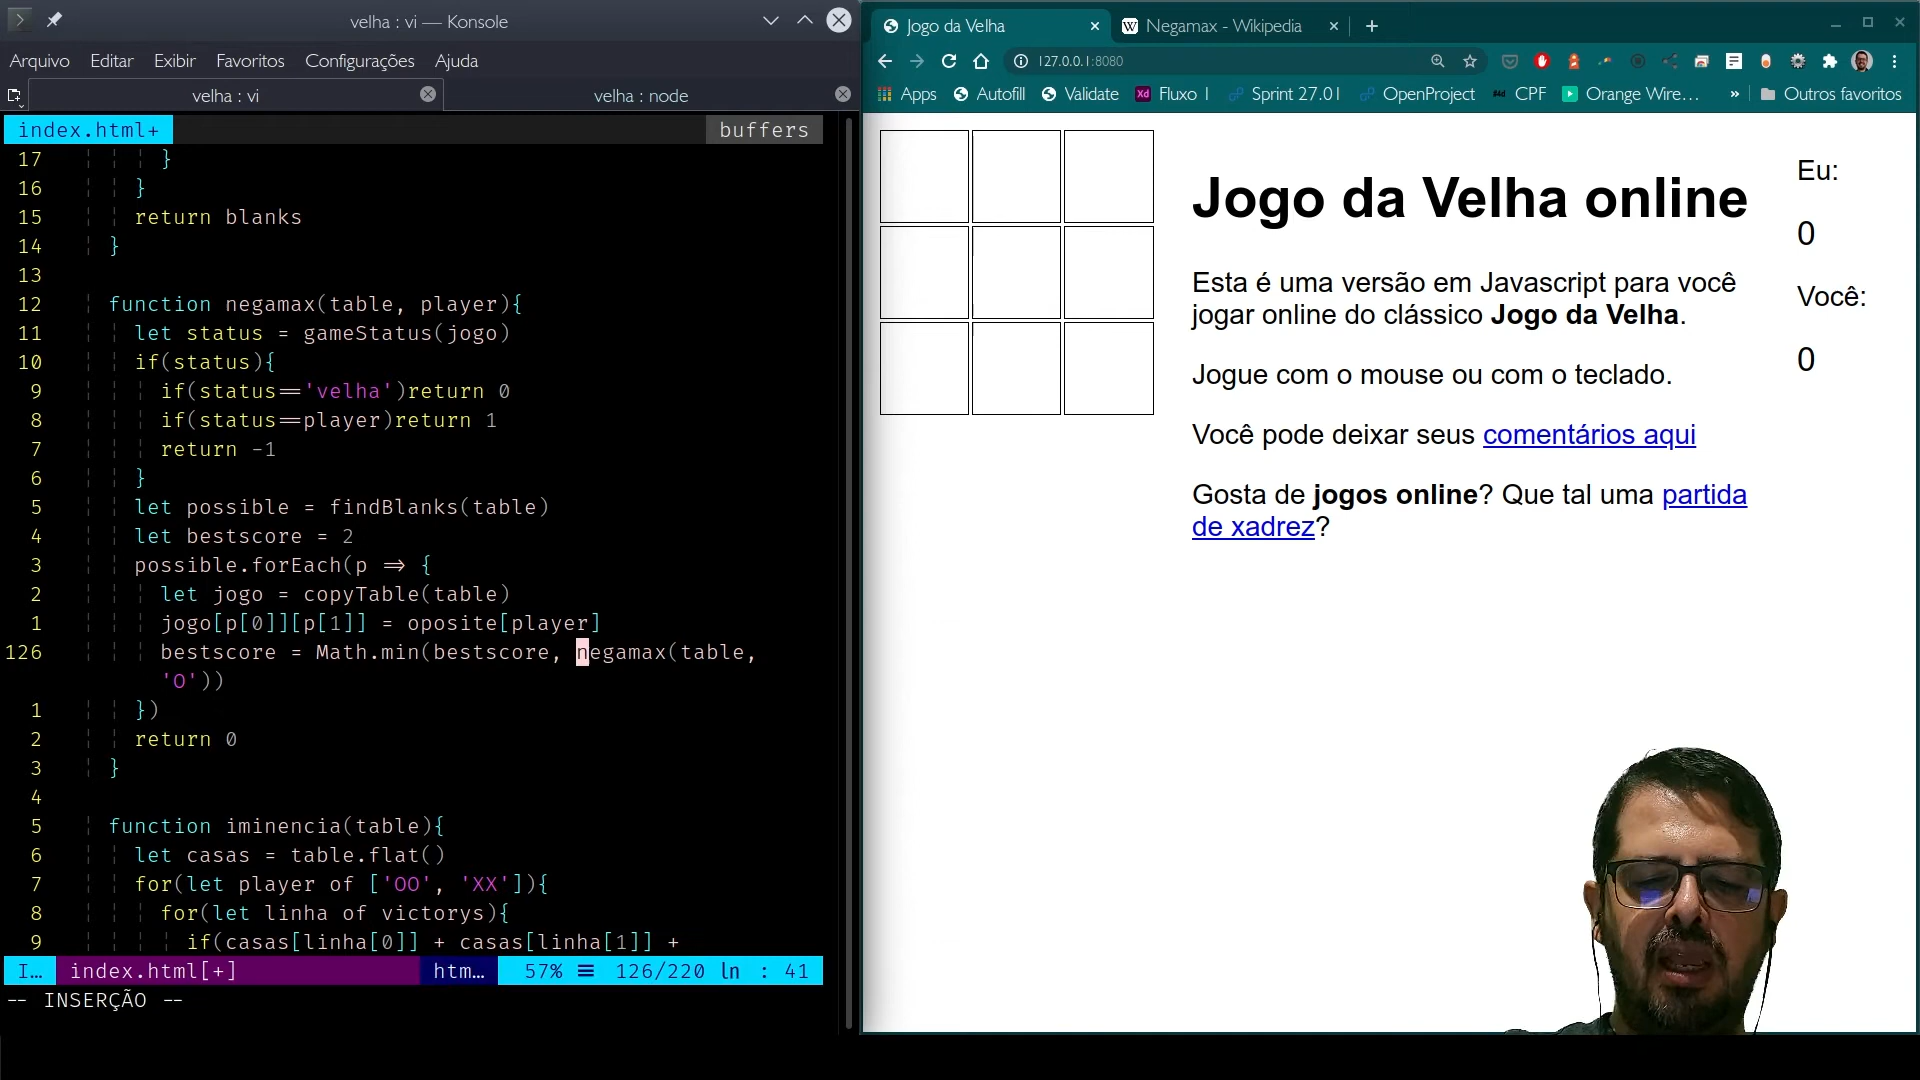 velha : vi — Konsole
Arquivo Editar Exibir Favoritos Configurações Ajuda
velha : vi
velha : node
index.html+
buffers
17 }
16 }
15 return blanks
14 }
13
12 function negamax(table, player){
11 let status = gameStatus(jogo)
10 if(status){
9 if(status=='velha')return 0
8 if(status==player)return 1
7 return -1
6 }
5 let possible = findBlanks(table)
4 let bestscore = 2
3 possible.forEach(p => {
2 let jogo = copyTable(table)
1 jogo[p[0]][p[1]] = oposite[player]
126 bestscore = Math.min(bestscore, negamax(table,
'O'))
1 })
2 return 0
3 }
4
5 function iminencia(table){
6 let casas = table.flat()
7 for(let player of ['OO', 'XX']){
8 for(let linha of victorys){
9 if(casas[linha[0]] + casas[linha[1]] +
I… index.html[+] htm… 57% ≡ 126/220 ln : 41
-- INSERÇÃO --
Jogo da Velha
Negamax - Wikipedia
127.0.0.1:8080
Apps Autofill Validate Fluxo 1 Sprint 27.01 OpenProject CPF Orange Wire… » Outros favoritos
Jogo da Velha online
Esta é uma versão em Javascript para você
jogar online do clássico Jogo da Velha.
Jogue com o mouse ou com o teclado.
Você pode deixar seus comentários aqui
Gosta de jogos online? Que tal uma partida
de xadrez?
Eu:
0
Você:
0